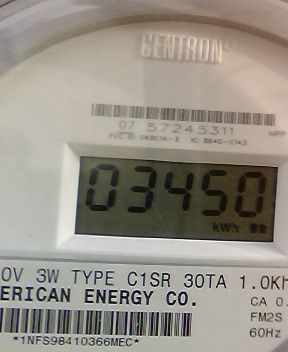 CENTRON
07 57245311
03450
kWh
0V 3W TYPE C1SR 30TA 1.0Kh
ERICAN ENERGY CO.
CA 0.
FM2S
60Hz
*1NFS98410366MEC*